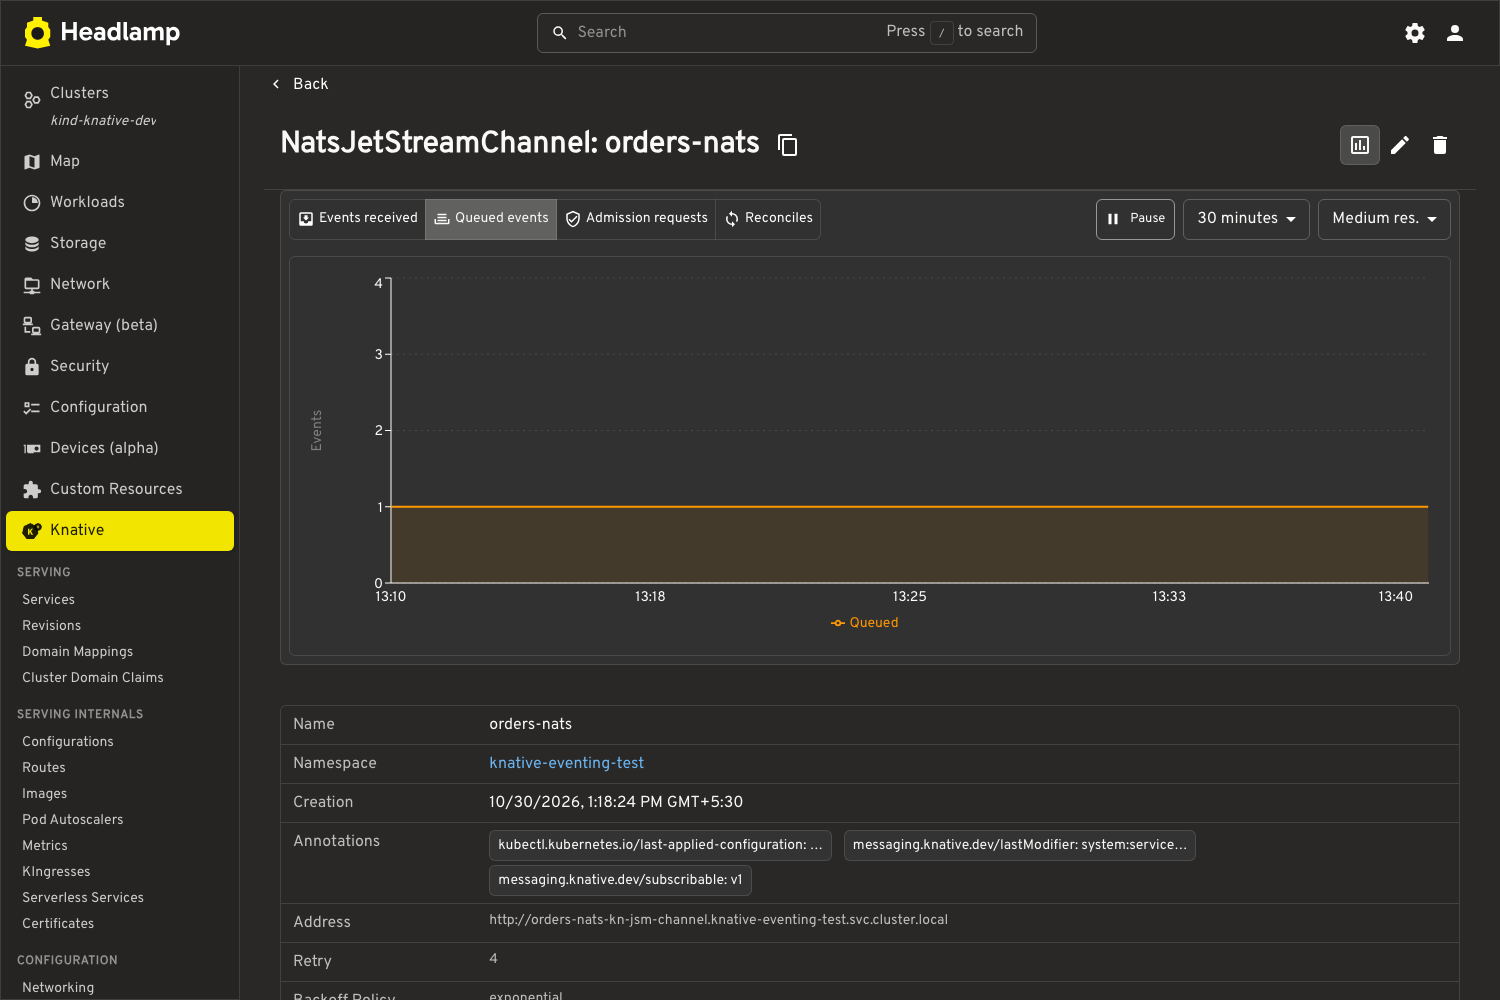 Headlamp
Search
Press / to search
Clusters
kind-knative-dev
Map
Workloads
Storage
Network
Gateway (beta)
Security
Configuration
Devices (alpha)
Custom Resources
Knative
SERVING
Services
Revisions
Domain Mappings
Cluster Domain Claims
SERVING INTERNALS
Configurations
Routes
Images
Pod Autoscalers
Metrics
KIngresses
Serverless Services
Certificates
CONFIGURATION
Networking
Back
NatsJetStreamChannel: orders-nats
Events received
Queued events
Admission requests
Reconciles
Pause
30 minutes
Medium res.
Events
4
3
2
1
0
13:10
13:18
13:25
13:33
13:40
Queued
Name
orders-nats
Namespace
knative-eventing-test
Creation
10/30/2026, 1:18:24 PM GMT+5:30
Annotations
kubectl.kubernetes.io/last-applied-configuration: …
messaging.knative.dev/lastModifier: system:service…
messaging.knative.dev/subscribable: v1
Address
http://orders-nats-kn-jsm-channel.knative-eventing-test.svc.cluster.local
Retry
4
Backoff Policy
exponential